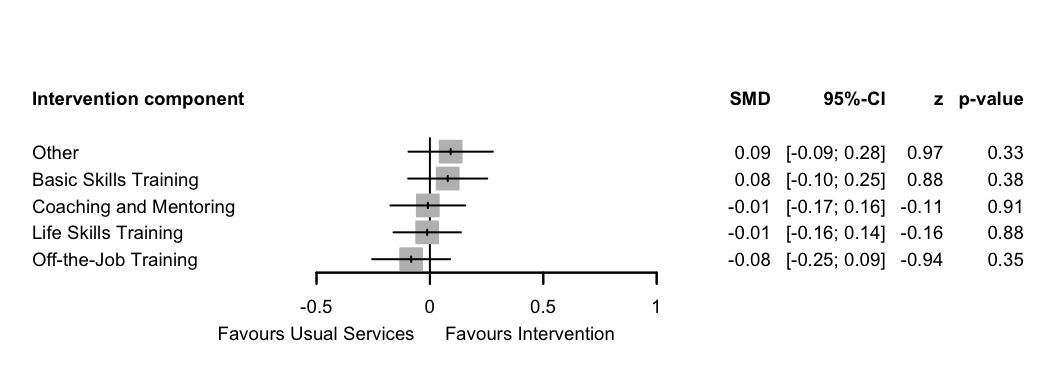 Intervention component SMD 95%-CI z p-value
Other 0.09 [-0.09; 0.28] 0.97 0.33
Basic Skills Training 0.08 [-0.10; 0.25] 0.88 0.38
Coaching and Mentoring -0.01 [-0.17; 0.16] -0.11 0.91
Life Skills Training -0.01 [-0.16; 0.14] -0.16 0.88
Off-the-Job Training -0.08 [-0.25; 0.09] -0.94 0.35
-0.5 0 0.5 1
Favours Usual Services Favours Intervention